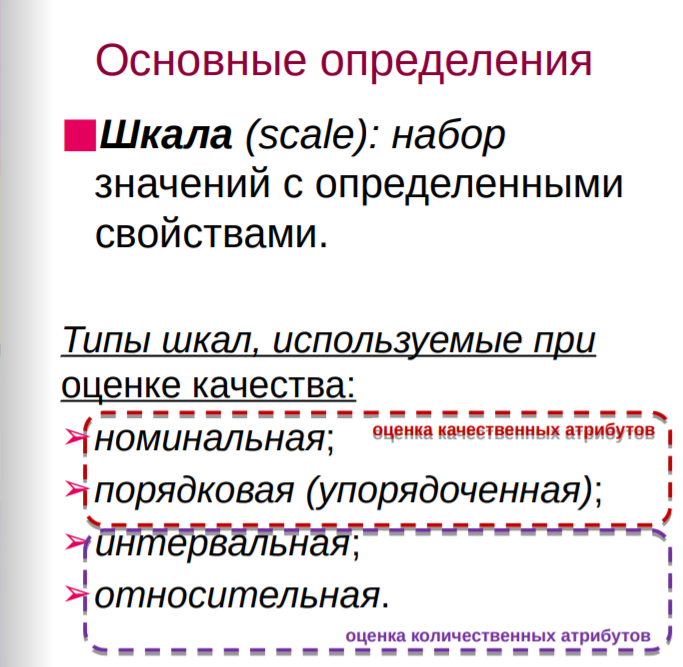 Основные определения
Шкала (scale): набор
значений с определенными
свойствами.
Типы шкал, используемые при
оценке качества:
номинальная;
оценка качественных атрибутов
порядковая (упорядоченная);
интервальная;
относительная.
оценка количественных атрибутов